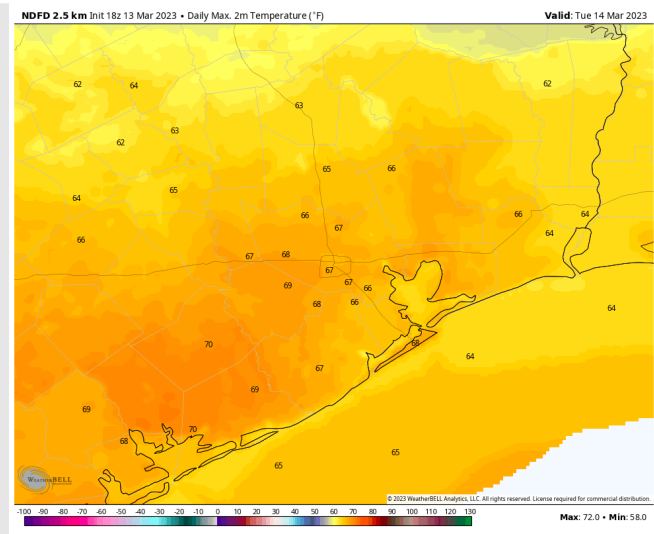 NDFD 2.5 km Init 18z 13 Mar 2023 • Daily Max. 2m Temperature (°F) Valid: Tue 14 Mar 2023
62 64 62
63
63
62
65 66
65
64
66 66 64
67
66 64
67 68
67
69 67 66
68 66
64
70 68
64
67
69
69
70
68
65
65
WeatherBELL
© 2023 WeatherBELL Analytics, LLC. All rights reserved. License required for commercial distribution.
-100 -90 -80 -70 -60 -50 -40 -30 -20 -10 0 10 20 30 40 50 60 70 80 90 100 110 120 130
Max: 72.0 • Min: 58.0